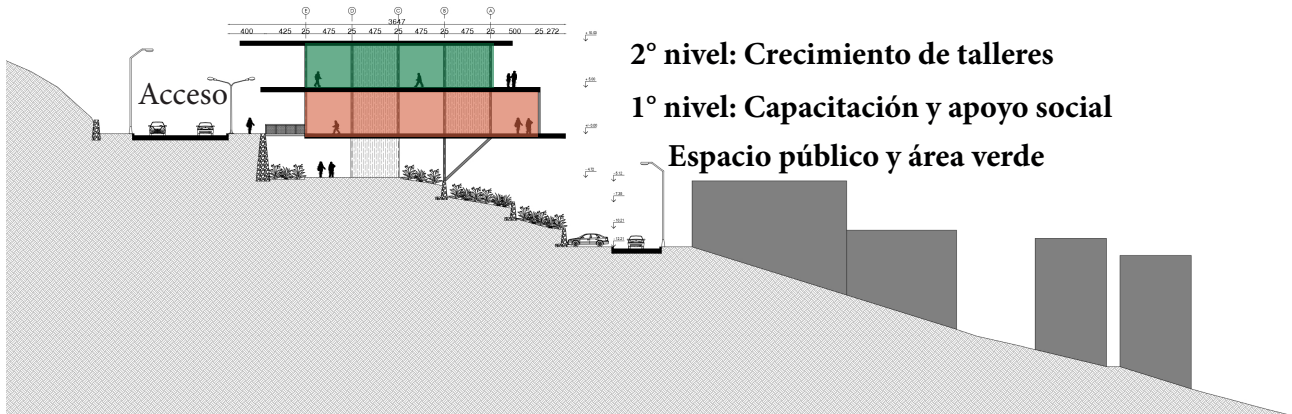 E D C B A
3647
400 425 25 475 25 475 25 475 25 475 25 500 25 272
2° nivel: Crecimiento de talleres
Acceso
1° nivel: Capacitación y apoyo social
Espacio público y área verde